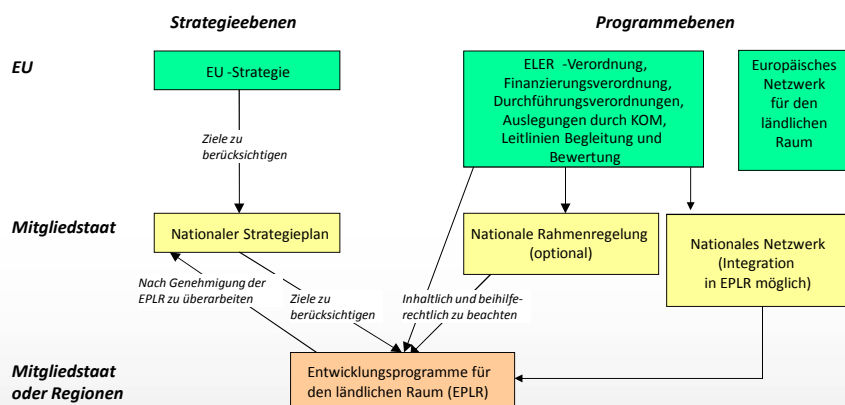 Strategieebenen
Programmebenen
EU
EU -Strategie
ELER -Verordnung,
Finanzierungsverordnung,
Durchführungsverordnungen,
Auslegungen durch KOM,
Leitlinien Begleitung und
Bewertung
Europäisches
Netzwerk
für den
ländlichen
Raum
Ziele zu
berücksichtigen
Mitgliedstaat
Nationaler Strategieplan
Nationale Rahmenregelung
(optional)
Nationales Netzwerk
(Integration
in EPLR möglich)
Nach Genehmigung der
EPLR zu überarbeiten
Ziele zu
berücksichtigen
Inhaltlich und beihilfe-
rechtlich zu beachten
Mitgliedstaat
oder Regionen
Entwicklungsprogramme für
den ländlichen Raum (EPLR)